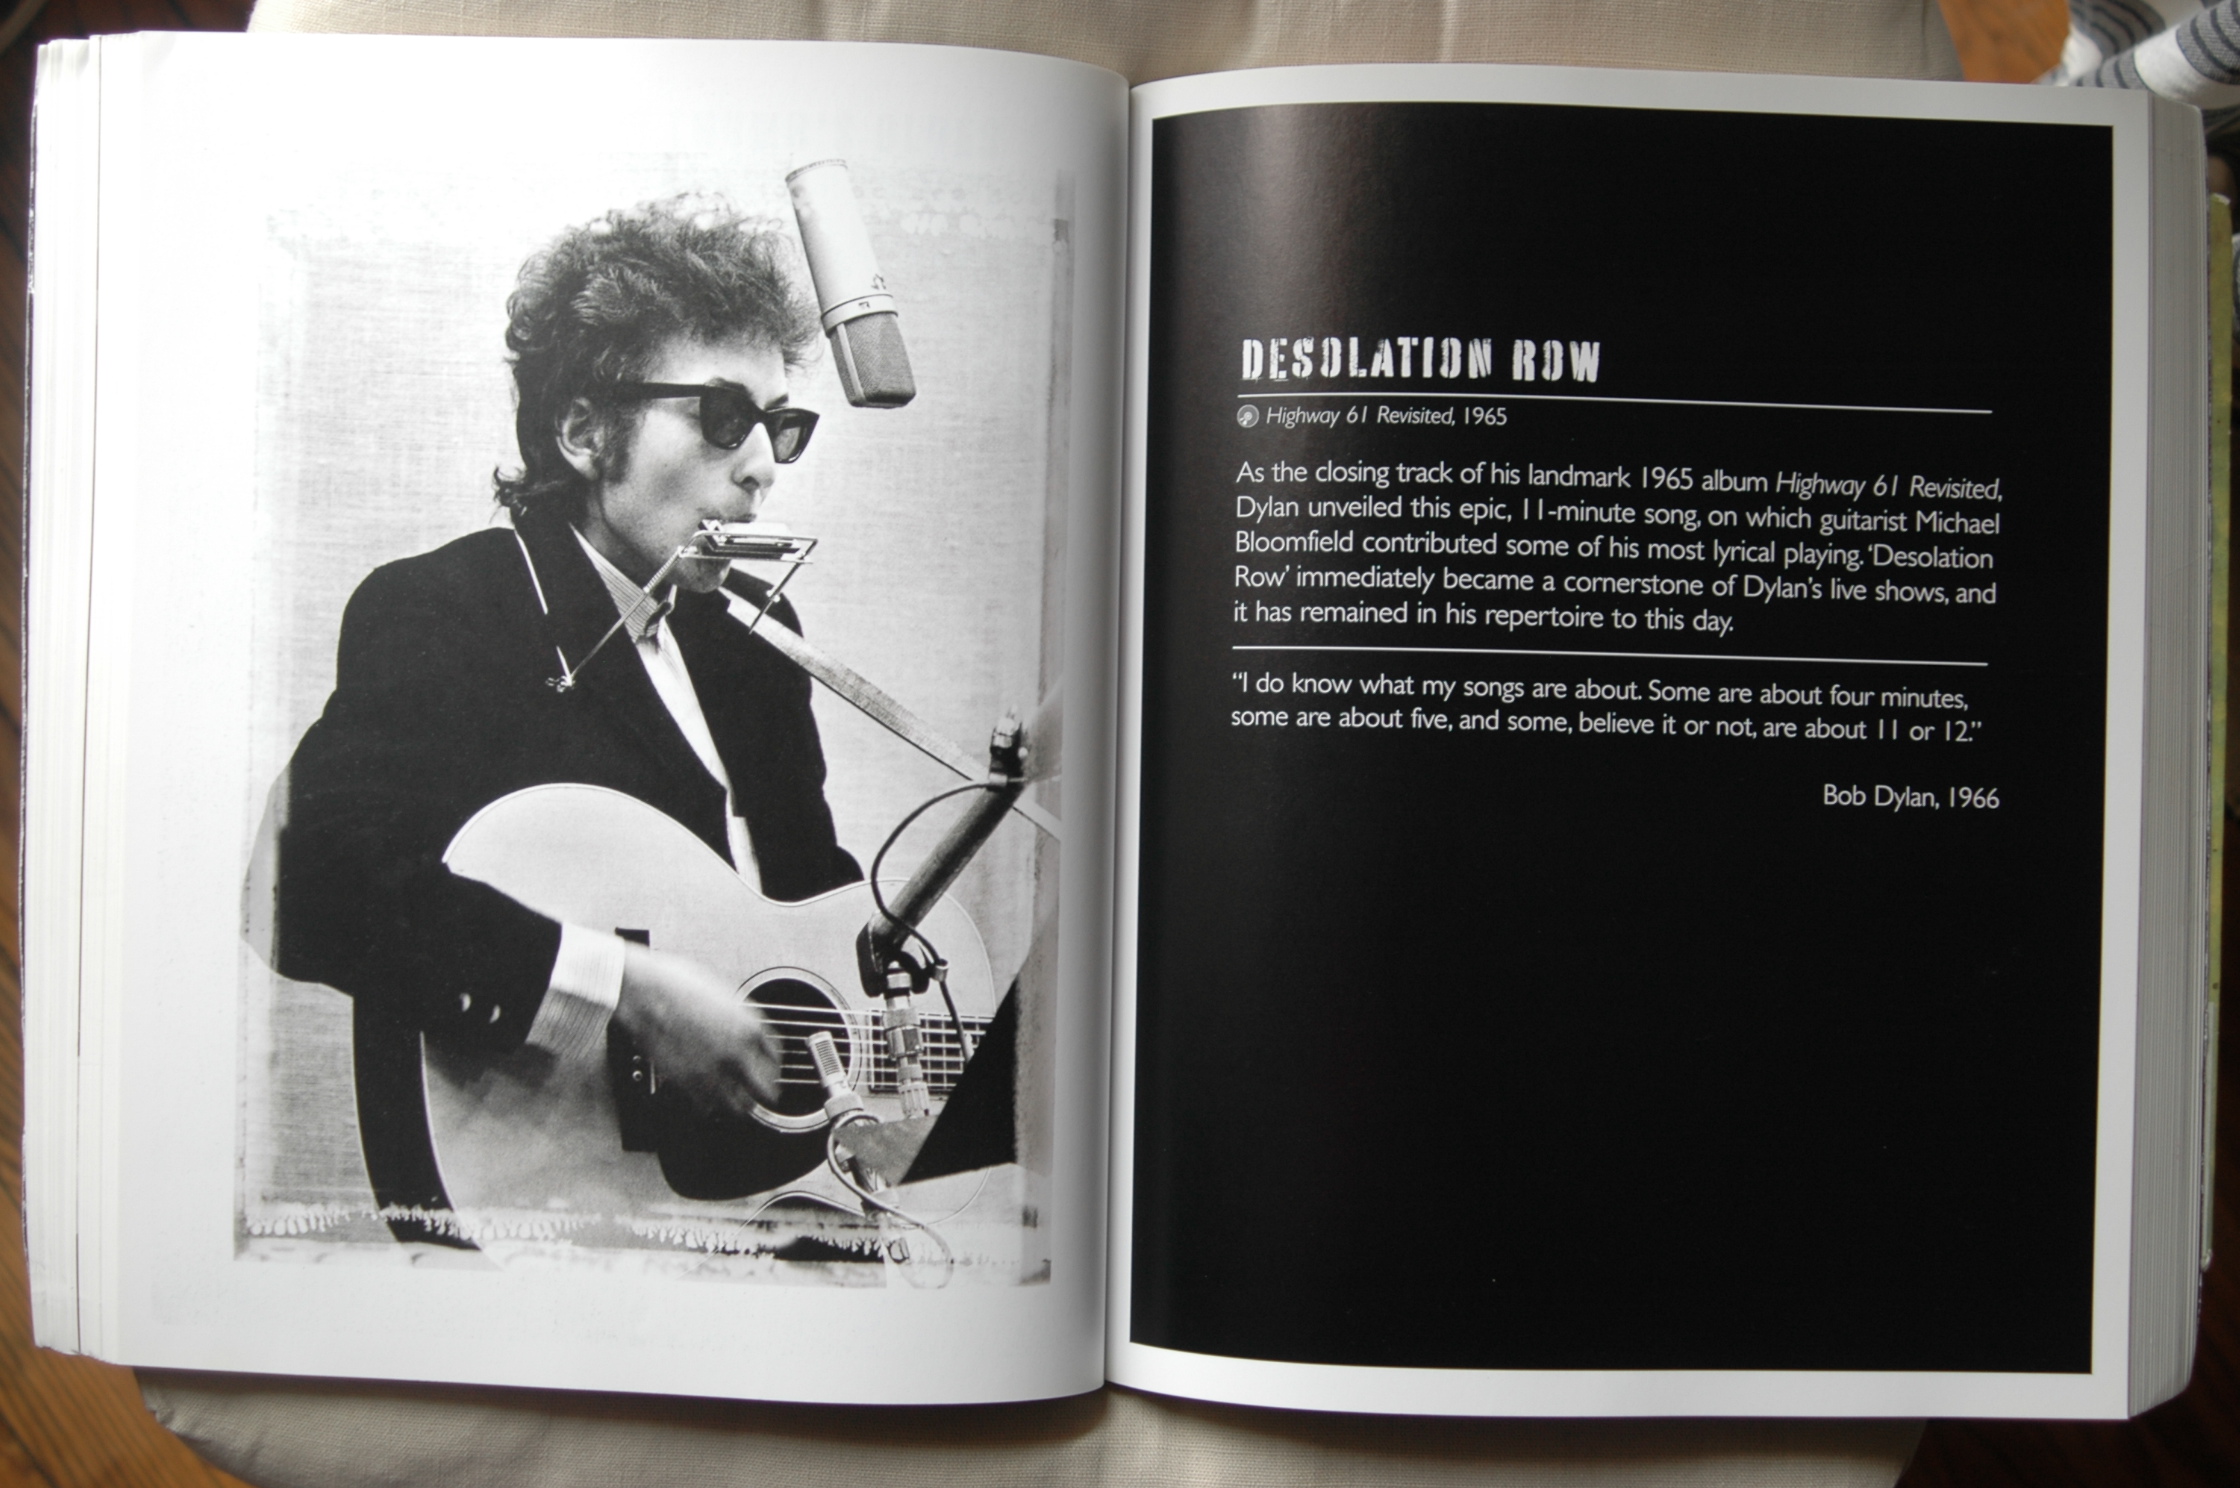 DESOLATION ROW
Highway 61 Revisited, 1965
As the closing track of his landmark 1965 album Highway 61 Revisited,
Dylan unveiled this epic, 11-minute song, on which guitarist Michael
Bloomfield contributed some of his most lyrical playing. ‘Desolation
Row’ immediately became a cornerstone of Dylan’s live shows, and
it has remained in his repertoire to this day.
“I do know what my songs are about. Some are about four minutes,
some are about five, and some, believe it or not, are about 11 or 12.”
Bob Dylan, 1966